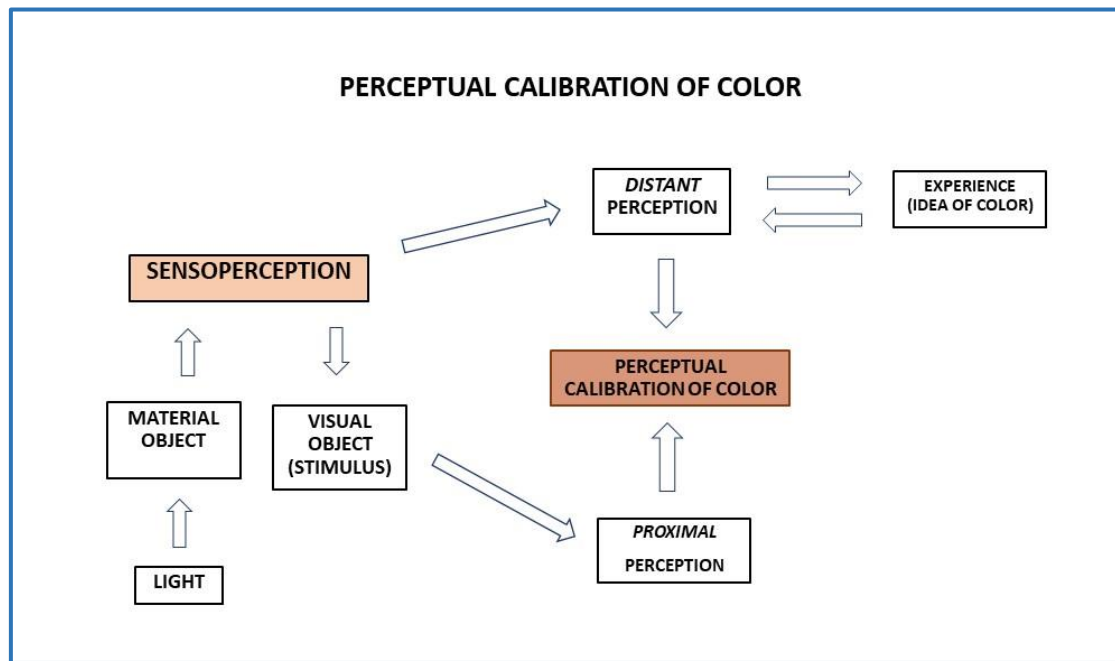 PERCEPTUAL CALIBRATION OF COLOR
DISTANT
PERCEPTION
EXPERIENCE
(IDEA OF COLOR)
SENSOPERCEPTION
PERCEPTUAL
CALIBRATION OF COLOR
MATERIAL
OBJECT
VISUAL
OBJECT
(STIMULUS)
PROXIMAL
PERCEPTION
LIGHT